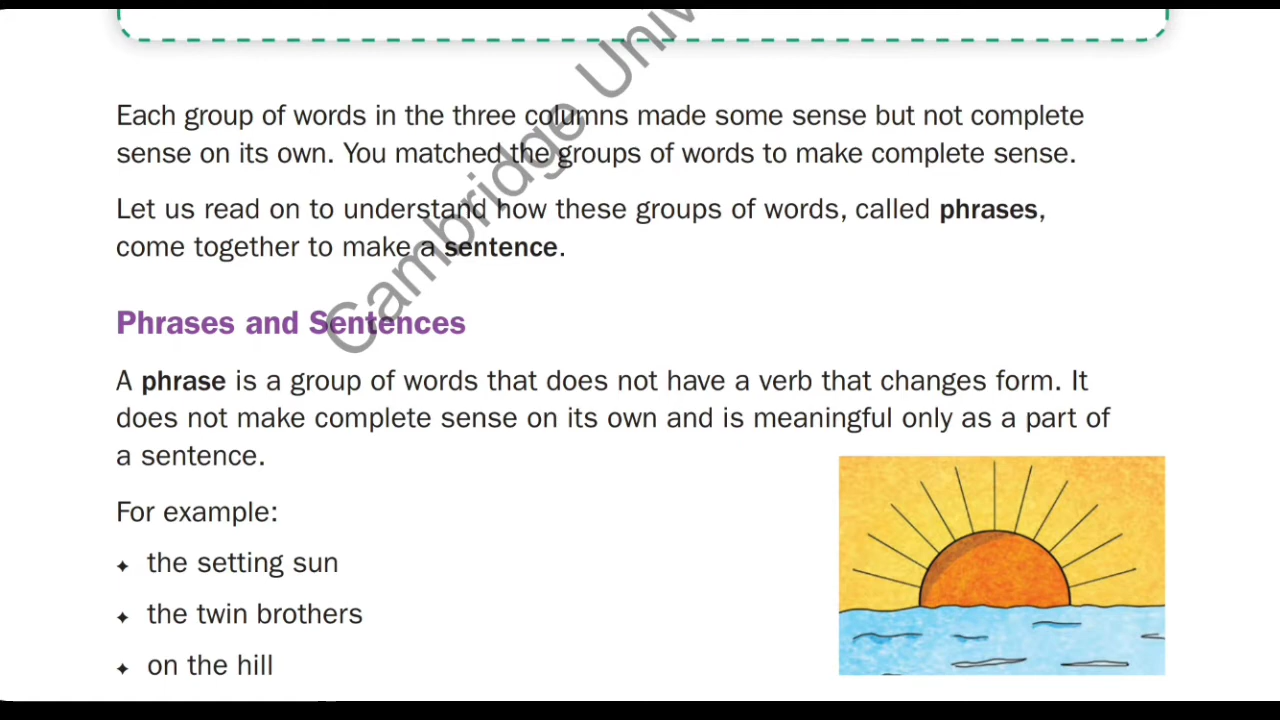 Each group of words in the three columns made some sense but not complete
sense on its own. You matched the groups of words to make complete sense.
Let us read on to understand how these groups of words, called phrases,
come together to make a sentence.
Phrases and Sentences
A phrase is a group of words that does not have a verb that changes form. It
does not make complete sense on its own and is meaningful only as a part of
a sentence.
For example:
✦ the setting sun
✦ the twin brothers
✦ on the hill
Cambridge Univ